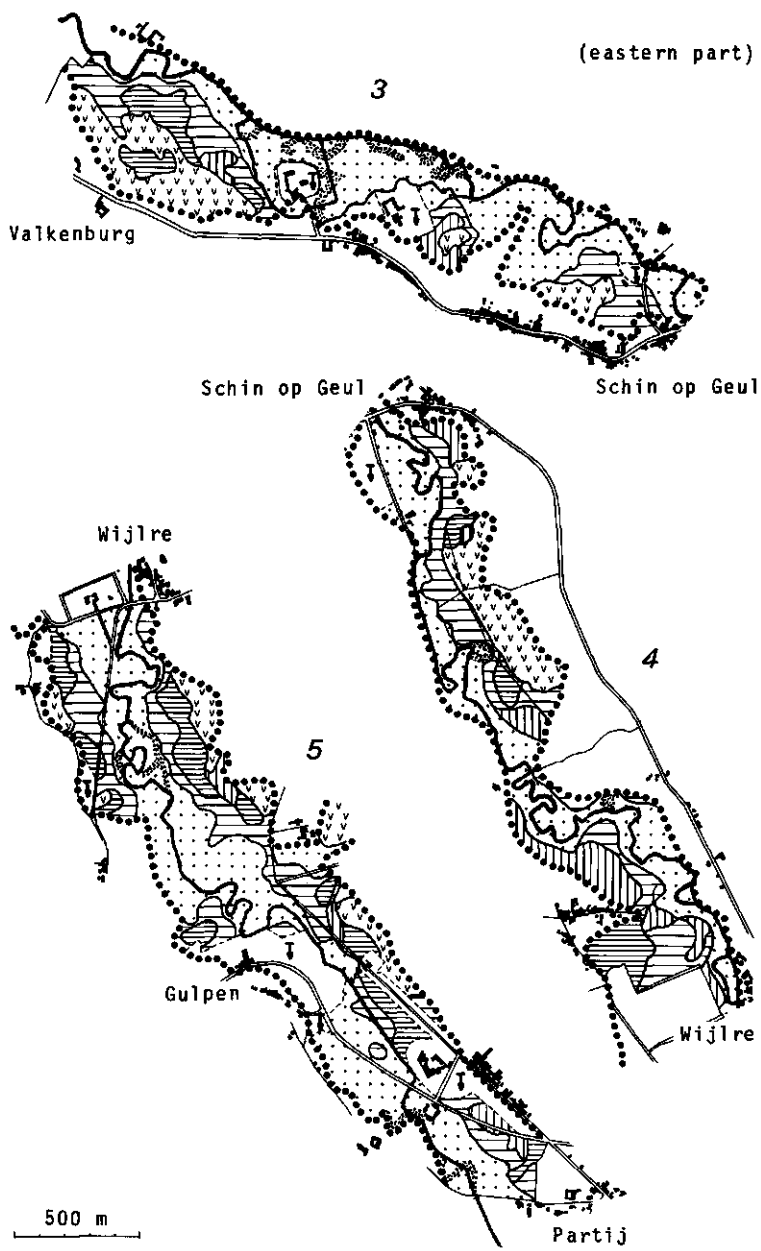 (eastern part)
3
Valkenburg
Schin op Geul
Schin op Geul
Wijlre
4
5
Gulpen
Wijlre
500 m
Partij